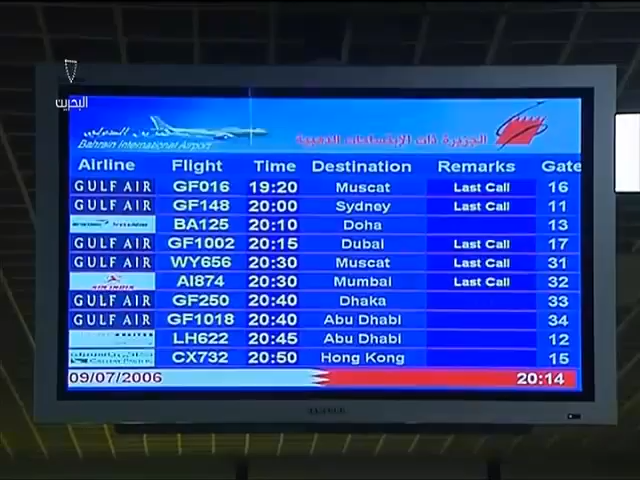 البحرين
Bahrain International Airport
Airline Flight Time Destination Remarks Gate
GULF AIR GF016 19:20 Muscat Last Call 16
GULF AIR GF148 20:00 Sydney Last Call 11
BA125 20:10 Doha 13
GULF AIR GF1002 20:15 Dubai Last Call 17
GULF AIR WY656 20:30 Muscat Last Call 31
AI874 20:30 Mumbai Last Call 32
GULF AIR GF250 20:40 Dhaka 33
GULF AIR GF1018 20:40 Abu Dhabi 34
LH622 20:45 Abu Dhabi 12
CX732 20:50 Hong Kong 15
09/07/2006 20:14